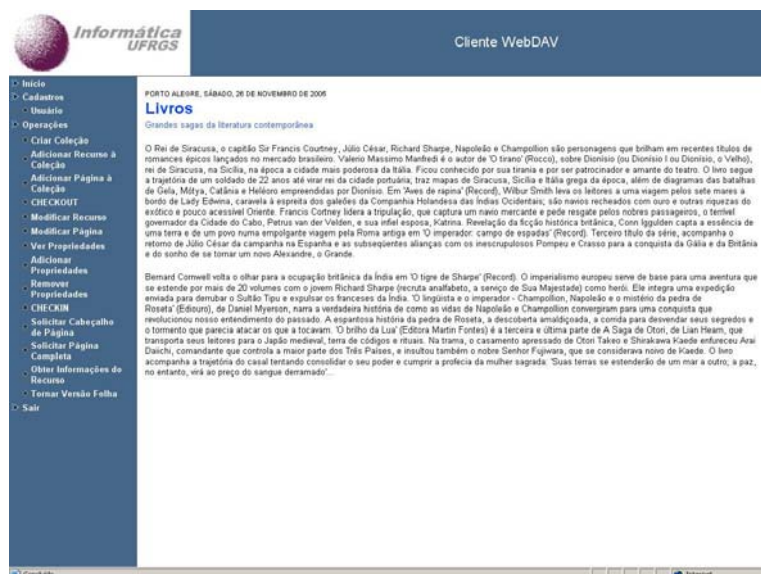 Informática
UFRGS
Cliente WebDAV
Início
Cadastros
Usuário
Operações
Criar Coleção
Adicionar Recurso à
Coleção
Adicionar Página à
Coleção
CHECKOUT
Modificar Recurso
Modificar Página
Ver Propriedades
Adicionar
Propriedades
Remover
Propriedades
CHECKIN
Solicitar Cabeçalho
de Página
Solicitar Página
Completa
Obter Informações do
Recurso
Tornar Versão Folha
Sair
PORTO ALEGRE, SÁBADO, 26 DE NOVEMBRO DE 2005
Livros
Grandes sagas da literatura contemporânea
O Rei de Siracusa, o capitão Sir Francis Courtney, Júlio César, Richard Sharpe, Napoleão e Champollion são personagens que brilham em recentes títulos de
romances épicos lançados no mercado brasileiro. Valerio Massimo Manfredi é o autor de 'O tirano' (Rocco), sobre Dionísio (ou Dionísio I ou Dionísio, o Velho),
rei de Siracusa, na Sicília, na época a cidade mais poderosa da Itália. Ficou conhecido por sua tirania e por ser patrocinador e amante do teatro. O livro segue
a trajetória de um soldado de 22 anos até virar rei da cidade portuária; traz mapas de Siracusa, Sicília e Itália grega da época, além de diagramas das batalhas
de Gela, Mótya, Catânia e Heléoro empreendidas por Dionísio. Em 'Aves de rapina' (Record), Wilbur Smith leva os leitores a uma viagem pelos sete mares a
bordo de Lady Edwina, caravela à espreita dos galeões da Companhia Holandesa das Índias Ocidentais; são navios recheados com ouro e outras riquezas do
exótico e pouco acessível Oriente. Francis Cortney lidera a tripulação, que captura um navio mercante e pede resgate pelos nobres passageiros, o terrível
governador da Cidade do Cabo, Petrus van der Velden, e sua infiel esposa, Katrina. Revelação da ficção histórica britânica, Conn Iggulden capta a essência de
uma terra e de um povo numa empolgante viagem pela Roma antiga em 'O imperador: campo de espadas' (Record). Terceiro título da série, acompanha o
retorno de Júlio César da campanha na Espanha e as subseqüentes alianças com os inescrupulosos Pompeu e Crasso para a conquista da Gália e da Britânia
e do sonho de se tornar um novo Alexandre, o Grande.
Bernard Cornwell volta o olhar para a ocupação britânica da Índia em 'O tigre de Sharpe' (Record). O imperialismo europeu serve de base para uma aventura que
se estende por mais de 20 volumes com o jovem Richard Sharpe (recruta analfabeto, a serviço de Sua Majestade) como herói. Ele integra uma expedição
enviada para derrubar o Sultão Tipu e expulsar os franceses da Índia. 'O lingüista e o imperador - Champollion, Napoleão e o mistério da pedra de
Roseta' (Ediouro), de Daniel Myerson, narra a verdadeira história de como as vidas de Napoleão e Champollion convergiram para uma conquista que
revolucionou nosso entendimento do passado. A espantosa história da pedra de Roseta, a descoberta amaldiçoada, a corrida para desvendar seus segredos e
o tormento que parecia atacar os que a tocavam. 'O brilho da Lua' (Editora Martin Fontes) é a terceira e última parte de A Saga de Otori, de Lian Hearn, que
transporta seus leitores para o Japão medieval, terra de códigos e rituais. Na trama, o casamento apressado de Otori Takeo e Shirakawa Kaede enfureceu Arai
Daiichi, comandante que controla a maior parte dos Três Países, e insultou também o nobre Senhor Fujiwara, que se considerava noivo de Kaede. O livro
acompanha a trajetória do casal tentando consolidar o seu poder e cumprir a profecia da mulher sagrada: 'Suas terras se estenderão de um mar a outro; a paz,
no entanto, virá ao preço do sangue derramado'...